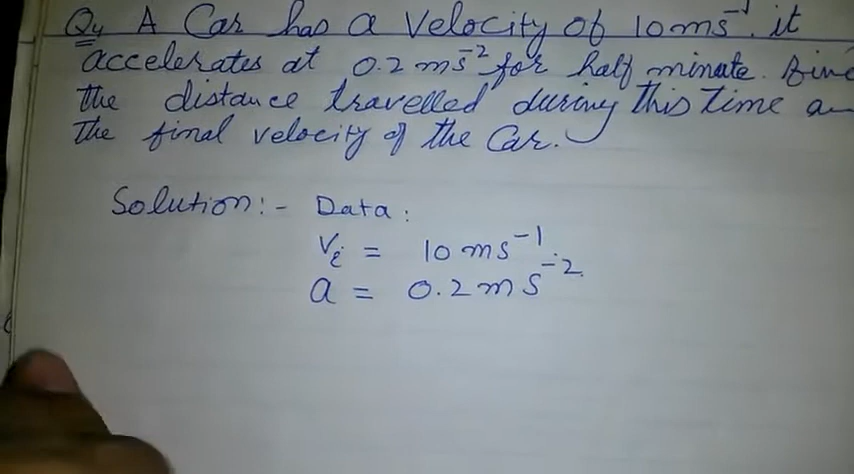 Q4 A Car has a velocity of 10ms⁻¹. it
accelerates at 0.2 ms⁻² for half minute. Find
the distance travelled during this time an
the final velocity of the Car.
Solution:- Data:
Vi = 10 ms⁻¹.
a = 0.2 ms⁻².